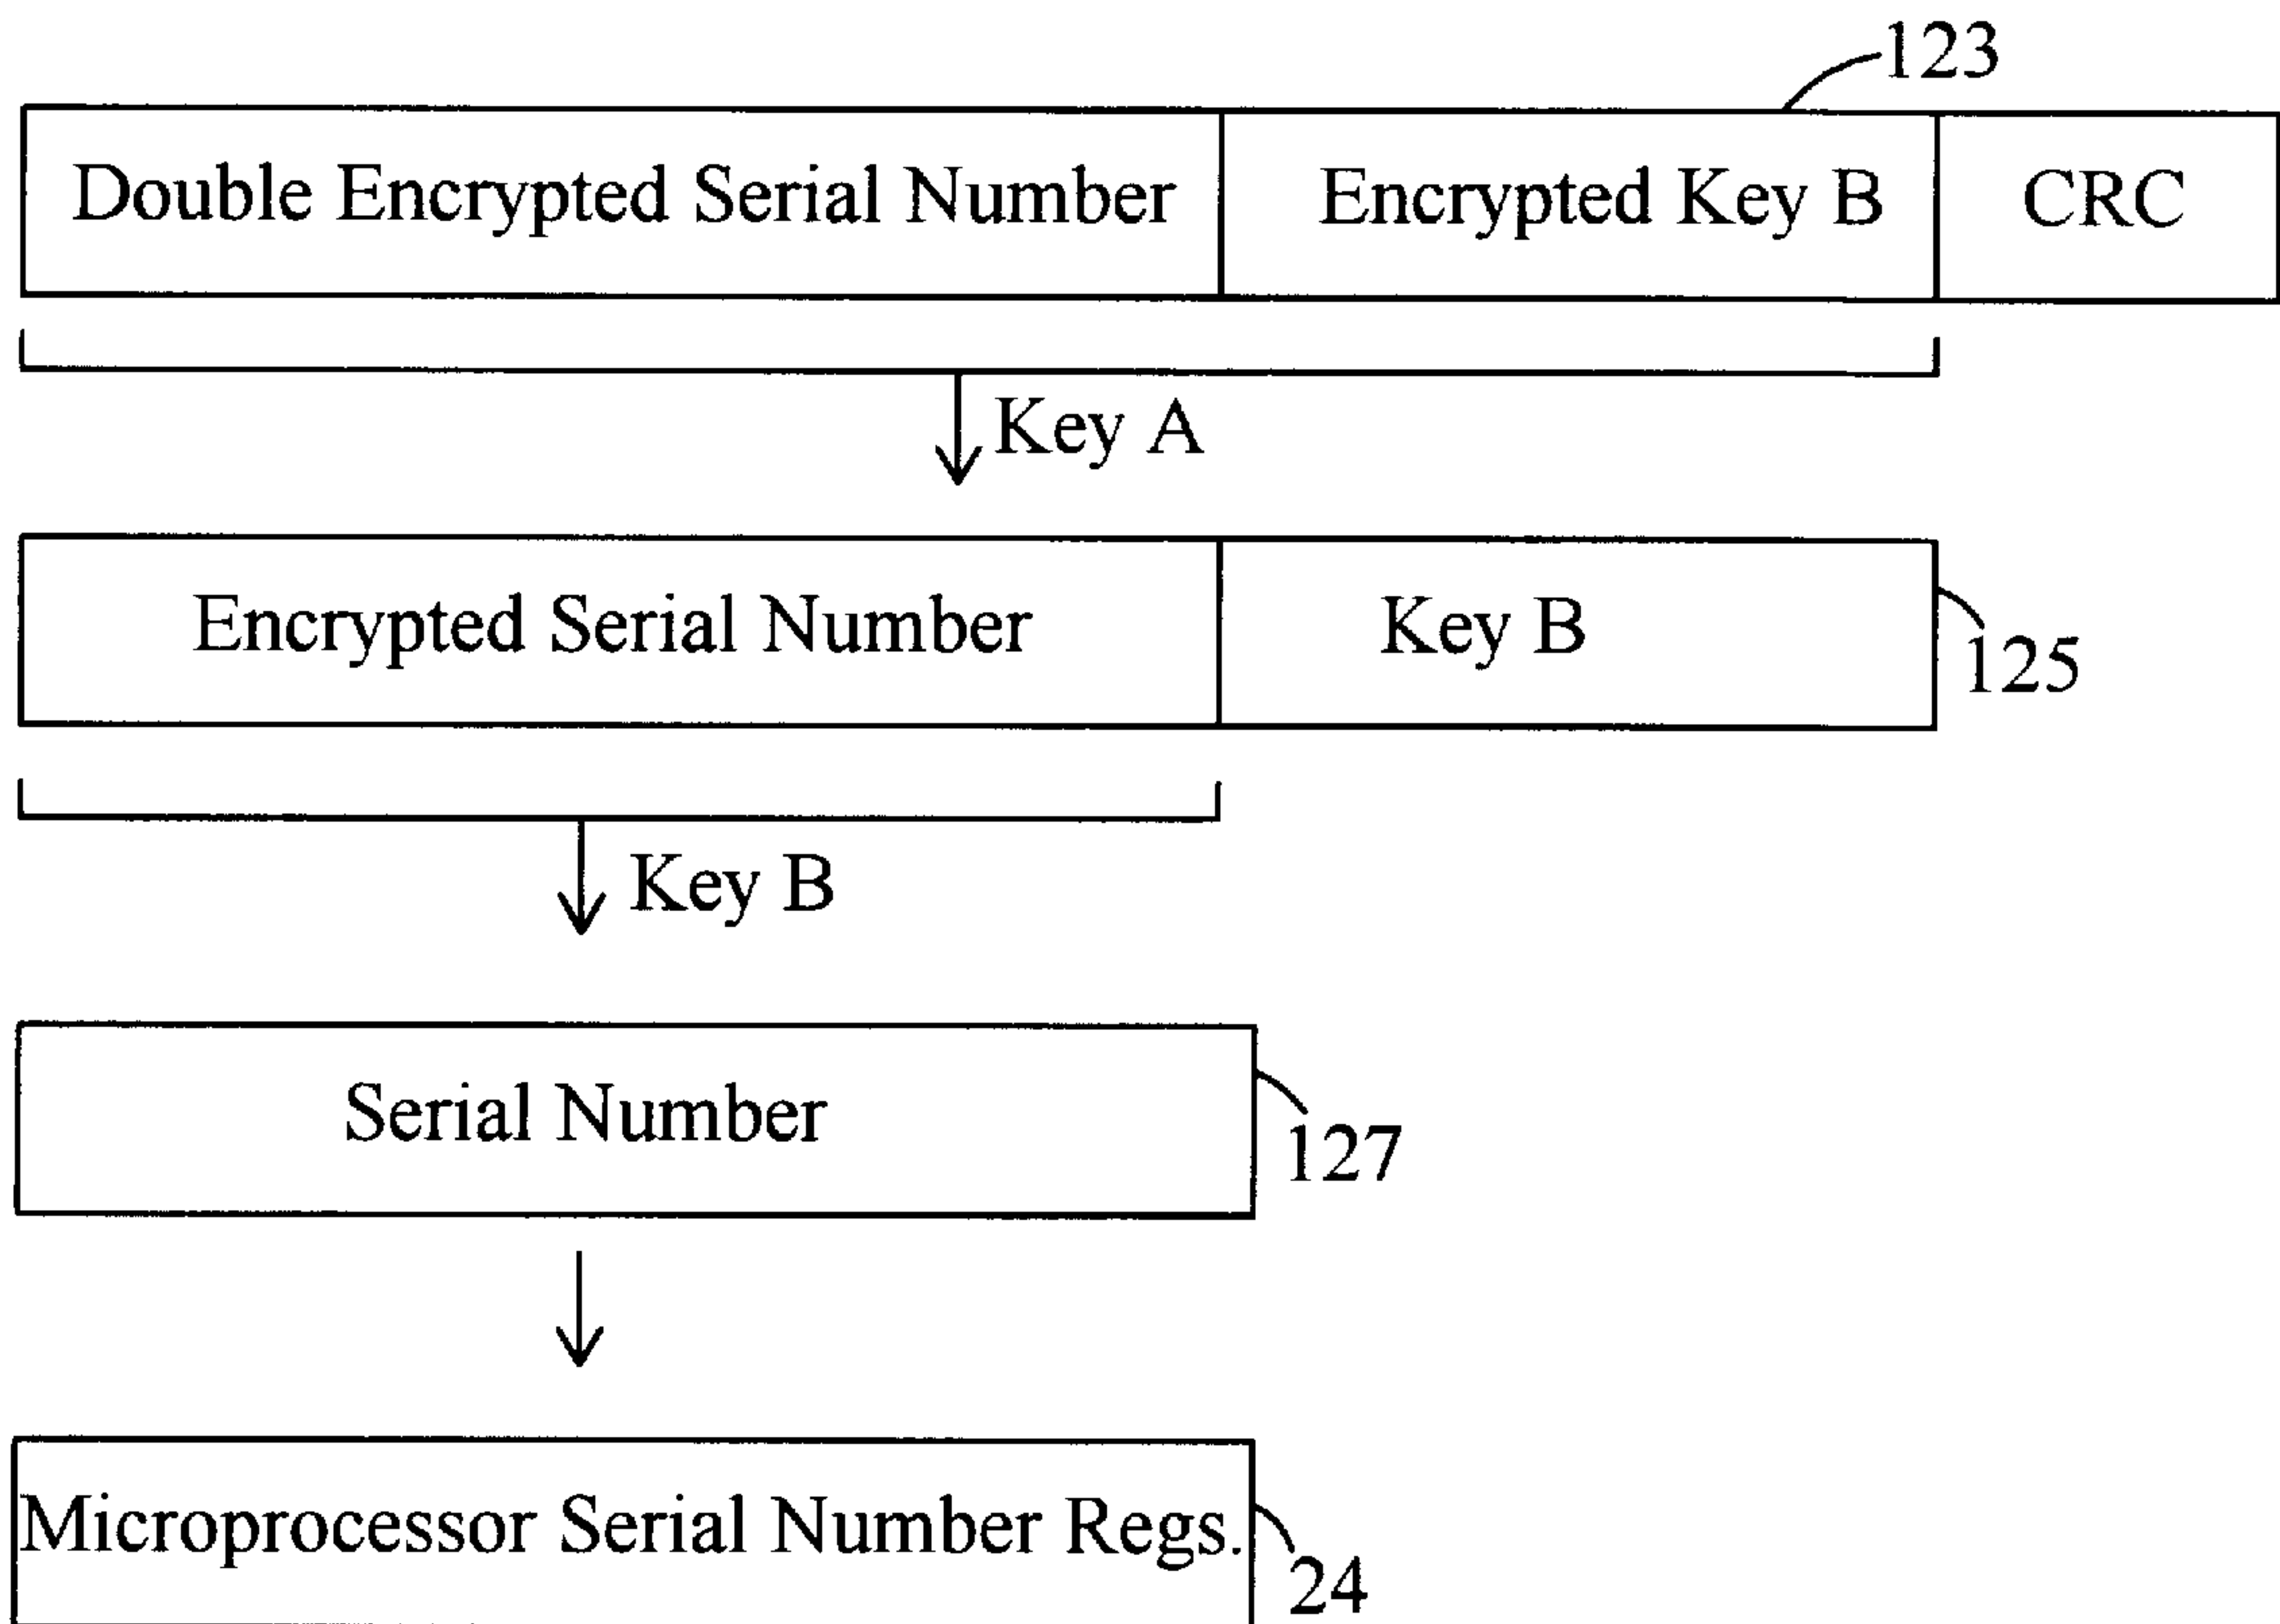 123
Double Encrypted Serial Number
Encrypted Key B
CRC
Key A
Encrypted Serial Number
Key B
125
Key B
Serial Number
127
Microprocessor Serial Number Regs.
24